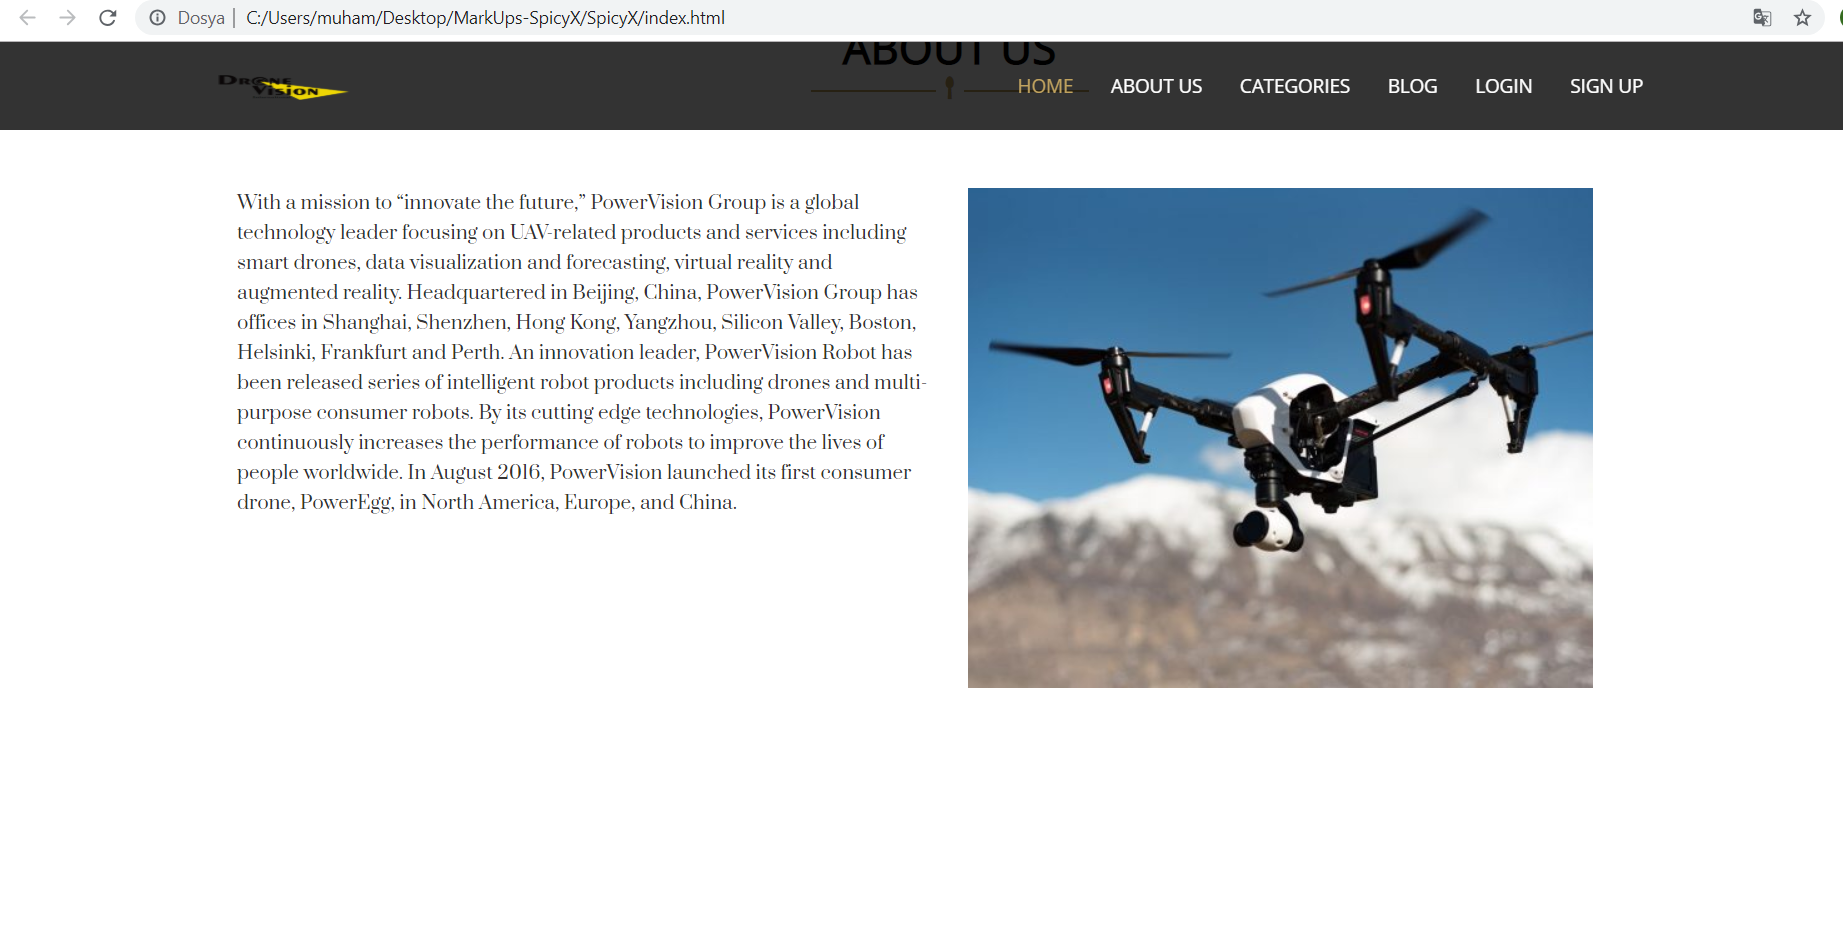 Dosya | C:/Users/muham/Desktop/MarkUps-SpicyX/SpicyX/index.html
ABOUT US
DRONE
VISION
HOME ABOUT US CATEGORIES BLOG LOGIN SIGN UP
With a mission to “innovate the future,” PowerVision Group is a global
technology leader focusing on UAV-related products and services including
smart drones, data visualization and forecasting, virtual reality and
augmented reality. Headquartered in Beijing, China, PowerVision Group has
offices in Shanghai, Shenzhen, Hong Kong, Yangzhou, Silicon Valley, Boston,
Helsinki, Frankfurt and Perth. An innovation leader, PowerVision Robot has
been released series of intelligent robot products including drones and multi-
purpose consumer robots. By its cutting edge technologies, PowerVision
continuously increases the performance of robots to improve the lives of
people worldwide. In August 2016, PowerVision launched its first consumer
drone, PowerEgg, in North America, Europe, and China.